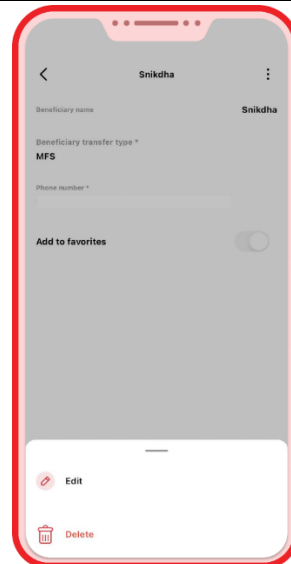 Snikdha
Beneficiary name Snikdha
Beneficiary transfer type *
MFS
Phone number *
Add to favorites
Edit
Delete